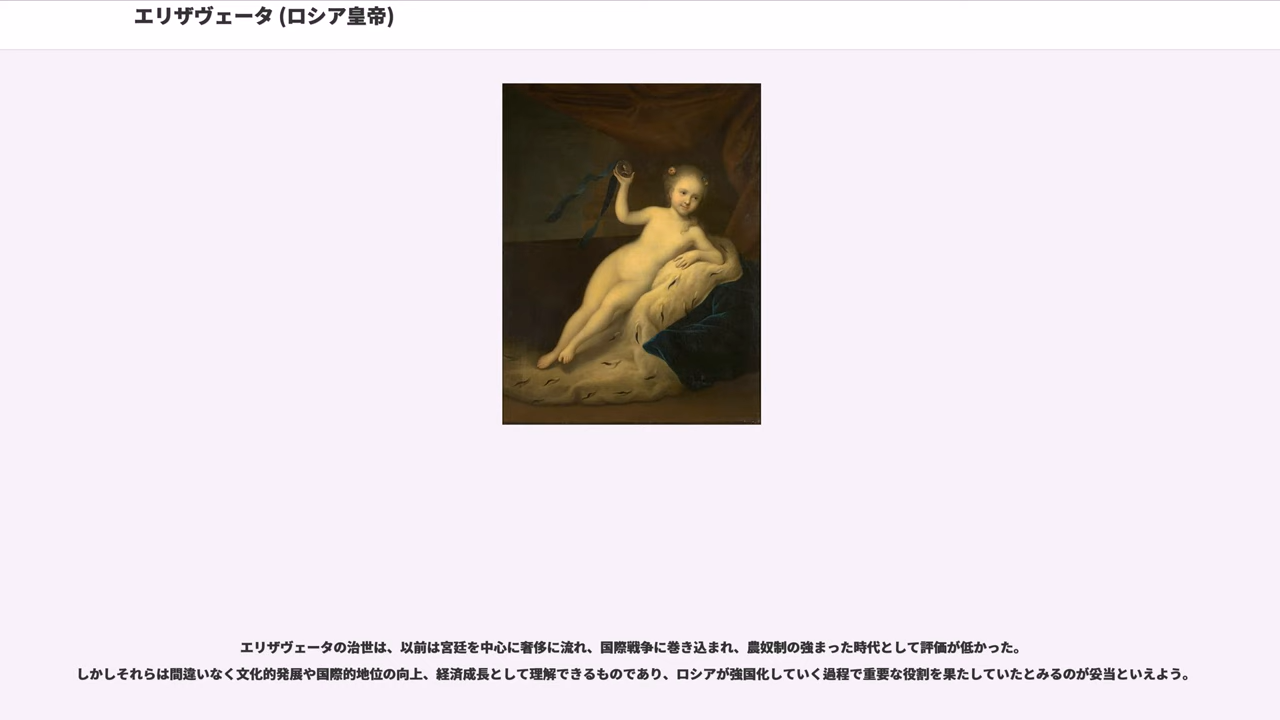 エリザヴェータ (ロシア皇帝)
エリザヴェータの治世は、以前は宮廷を中心に奢侈に流れ、国際戦争に巻き込まれ、農奴制の強まった時代として評価が低かった。
しかしそれらは間違いなく文化的発展や国際的地位の向上、経済成長として理解できるものであり、ロシアが強国化していく過程で重要な役割を果たしていたとみるのが妥当といえよう。